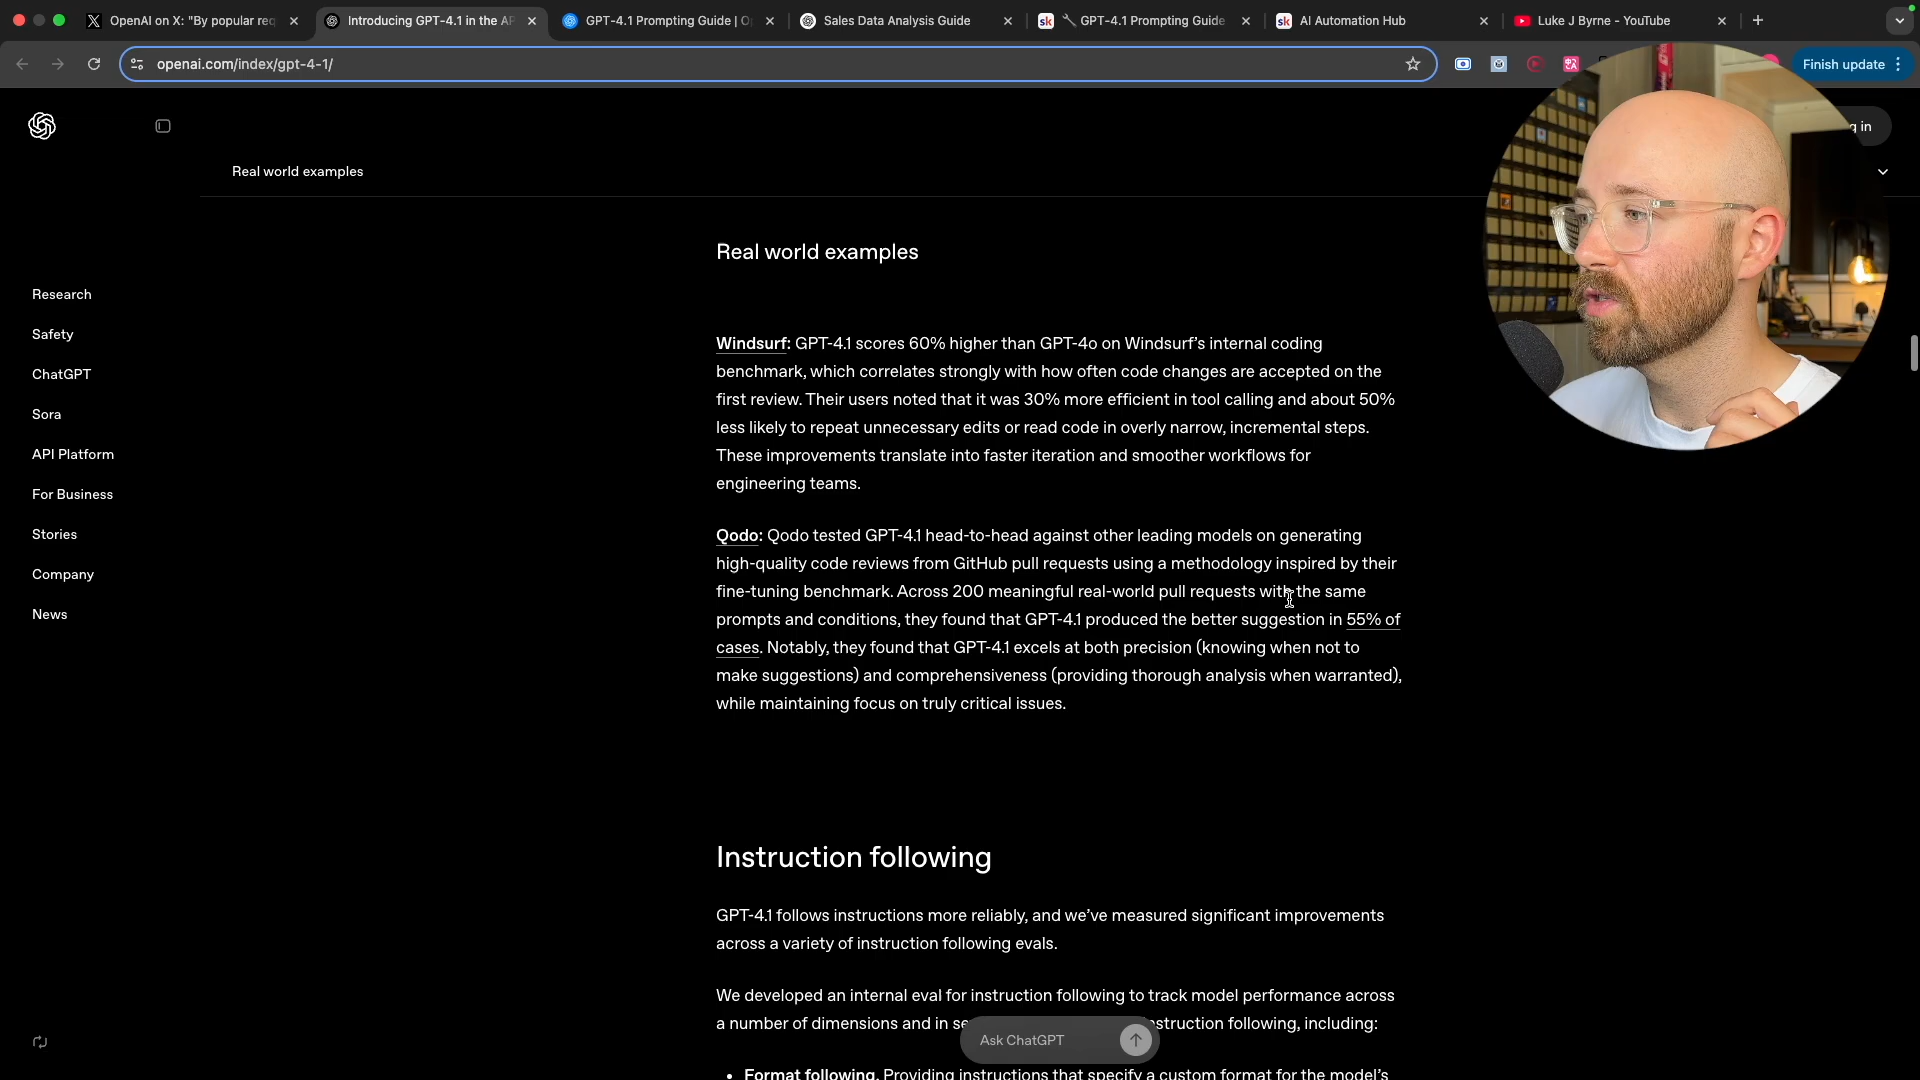 OpenAI on X: "By popular req
Introducing GPT-4.1 in the AP
GPT-4.1 Prompting Guide | O
Sales Data Analysis Guide
GPT-4.1 Prompting Guide
AI Automation Hub
Luke J Byrne - YouTube
openai.com/index/gpt-4-1/
Finish update
g in
Real world examples
Research
Safety
ChatGPT
Sora
API Platform
For Business
Stories
Company
News
Real world examples
Windsurf: GPT-4.1 scores 60% higher than GPT-4o on Windsurf’s internal coding
benchmark, which correlates strongly with how often code changes are accepted on the
first review. Their users noted that it was 30% more efficient in tool calling and about 50%
less likely to repeat unnecessary edits or read code in overly narrow, incremental steps.
These improvements translate into faster iteration and smoother workflows for
engineering teams.
Qodo: Qodo tested GPT-4.1 head-to-head against other leading models on generating
high-quality code reviews from GitHub pull requests using a methodology inspired by their
fine-tuning benchmark. Across 200 meaningful real-world pull requests with the same
prompts and conditions, they found that GPT-4.1 produced the better suggestion in 55% of
cases. Notably, they found that GPT-4.1 excels at both precision (knowing when not to
make suggestions) and comprehensiveness (providing thorough analysis when warranted),
while maintaining focus on truly critical issues.
Instruction following
GPT-4.1 follows instructions more reliably, and we’ve measured significant improvements
across a variety of instruction following evals.
We developed an internal eval for instruction following to track model performance across
a number of dimensions and in se
struction following, including:
Ask ChatGPT
• Format following. Providing instructions that specify a custom format for the model’s